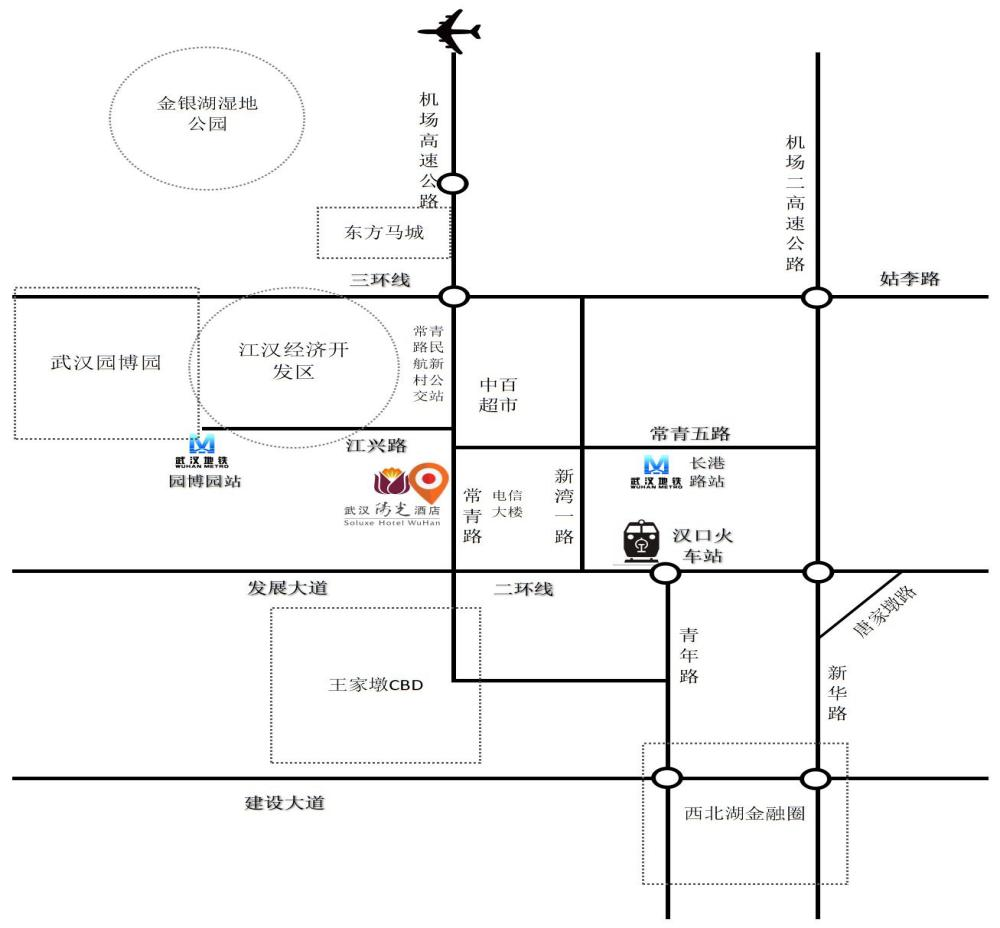 金银湖湿地
公园
机场高速公路
机场二高速公路
东方马城
三环线
姑李路
武汉园博园
江汉经济开
发区
常青
路民
航新
村公
交站
中百
超市
江兴路
常青五路
武汉地铁
WUHAN METRO
园博园站
武汉地铁
WUHAN METRO
长港
路站
武汉阳光酒店
Soluxe Hotel WuHan
常青路
电信
大楼
新湾一路
汉口火
车站
发展大道
二环线
唐家墩路
青年路
新华路
王家墩CBD
建设大道
西北湖金融圈